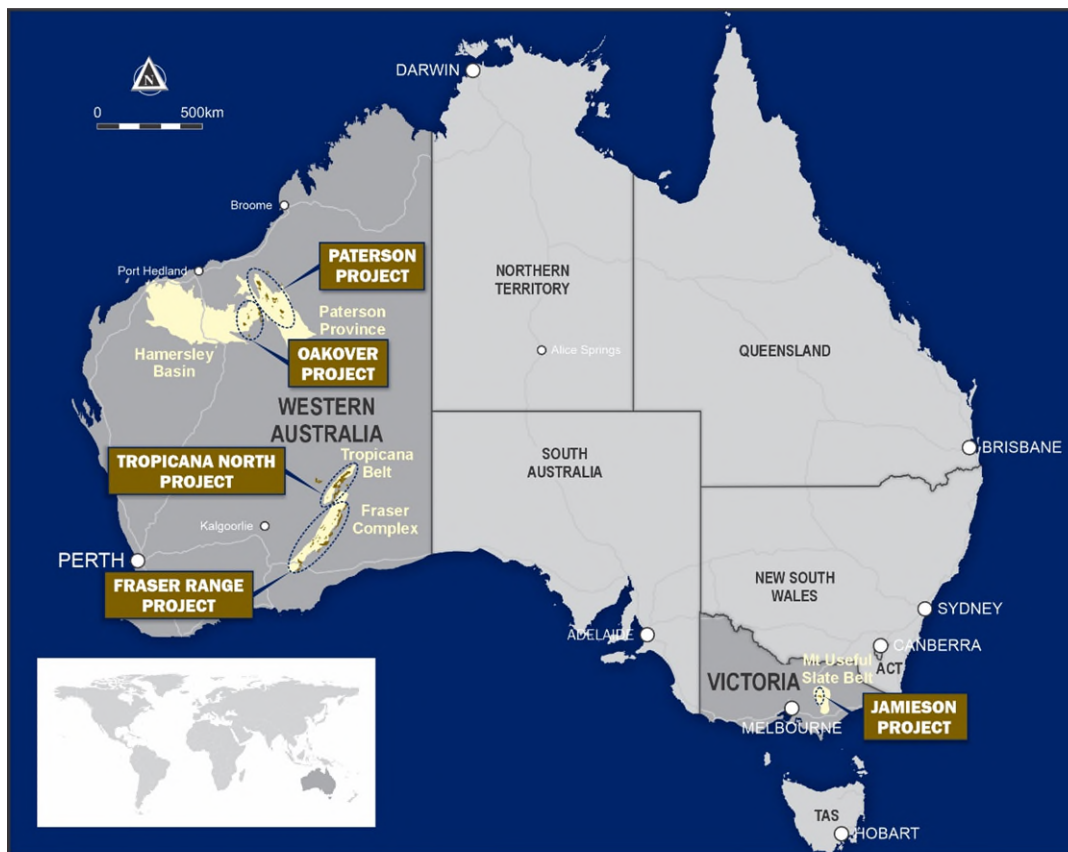 DARWIN
N
0 500km
Broome
PATERSON
PROJECT
Port Hedland
NORTHERN
TERRITORY
Paterson
Province
Hamersley
Basin
OAKOVER
PROJECT
Alice Springs
QUEENSLAND
WESTERN
AUSTRALIA
TROPICANA NORTH
PROJECT
Tropicana
Belt
SOUTH
AUSTRALIA
BRISBANE
Fraser
Complex
Kalgoorlie
PERTH
FRASER RANGE
PROJECT
NEW SOUTH
WALES
SYDNEY
ADELAIDE
CANBERRA
ACT
Mt Useful
Slate Belt
VICTORIA
JAMIESON
PROJECT
MELBOURNE
TAS
HOBART